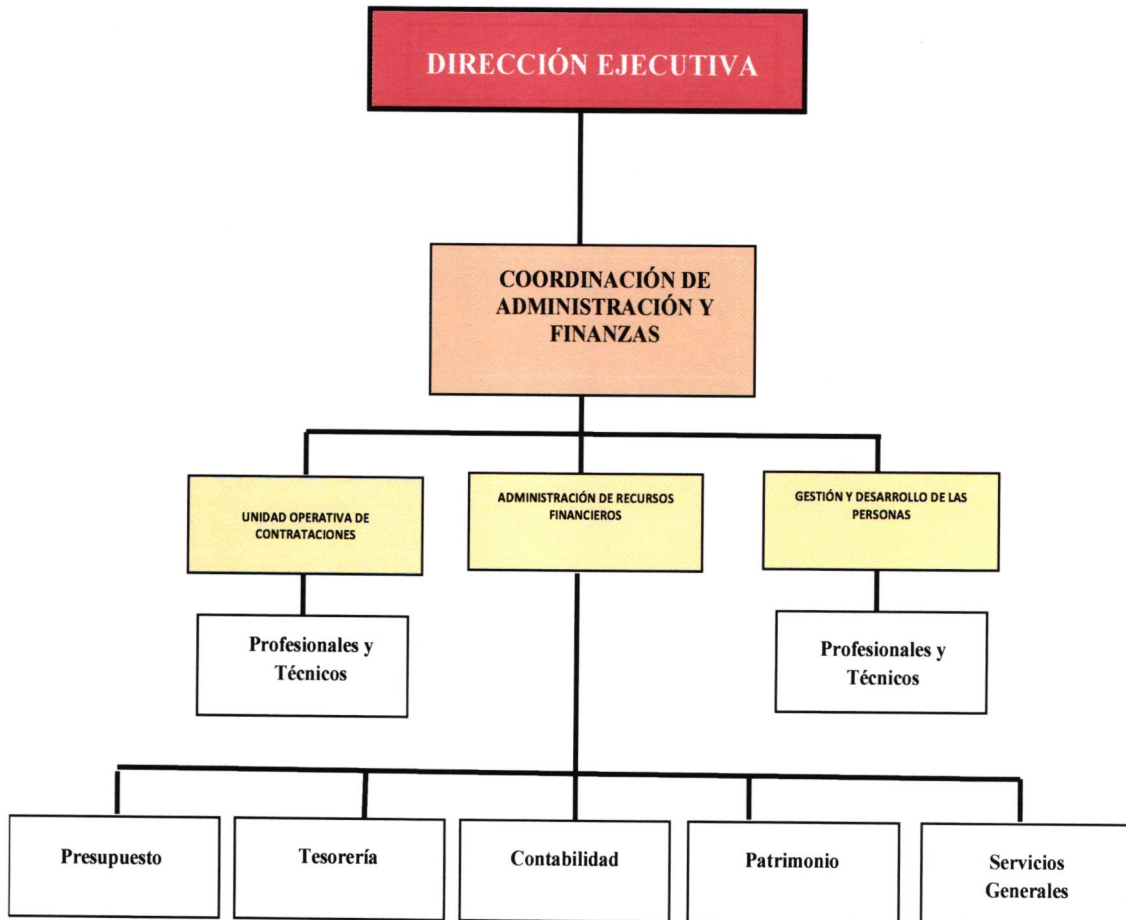 DIRECCIÓN EJECUTIVA
COORDINACIÓN DE
ADMINISTRACIÓN Y
FINANZAS
UNIDAD OPERATIVA DE
CONTRATACIONES
ADMINISTRACIÓN DE RECURSOS
FINANCIEROS
GESTIÓN Y DESARROLLO DE LAS
PERSONAS
Profesionales y
Técnicos
Profesionales y
Técnicos
Presupuesto
Tesorería
Contabilidad
Patrimonio
Servicios
Generales